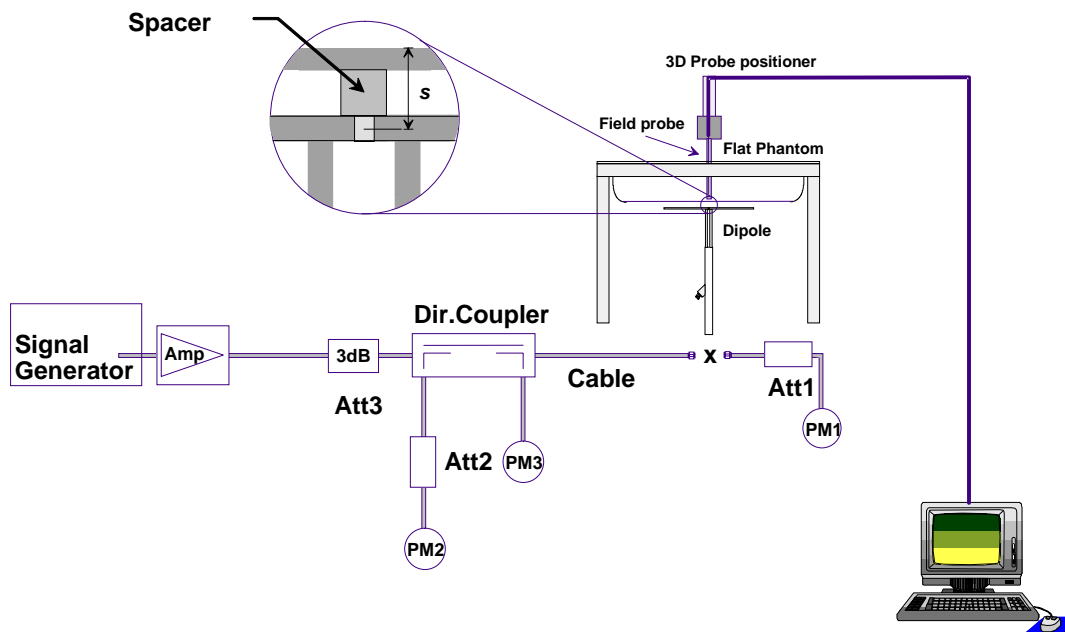 Spacer
s
3D Probe positioner
Field probe
Flat Phantom
Dipole
Dir.Coupler
Signal
Generator
Amp
3dB
Att3
Cable
x
Att1
PM1
Att2
PM3
PM2